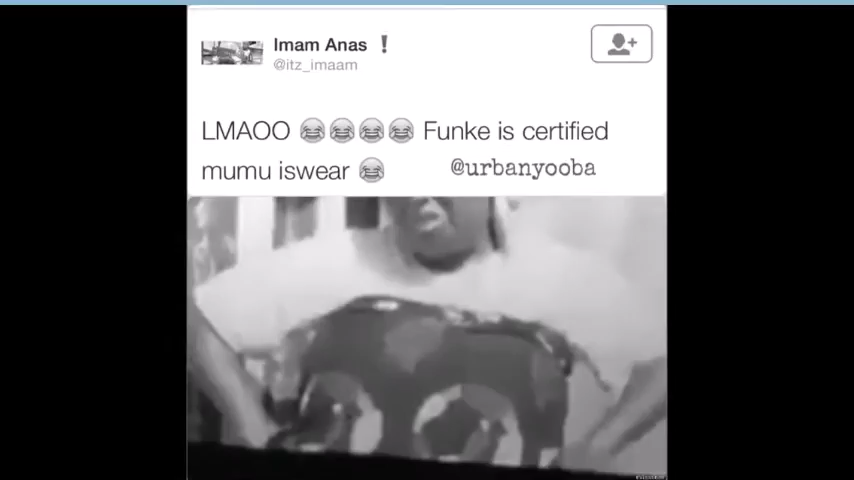 Imam Anas ❗
@itz_imaam
LMAOO 😂😂😂😂 Funke is certified
mumu iswear 😂 @urbanyooba